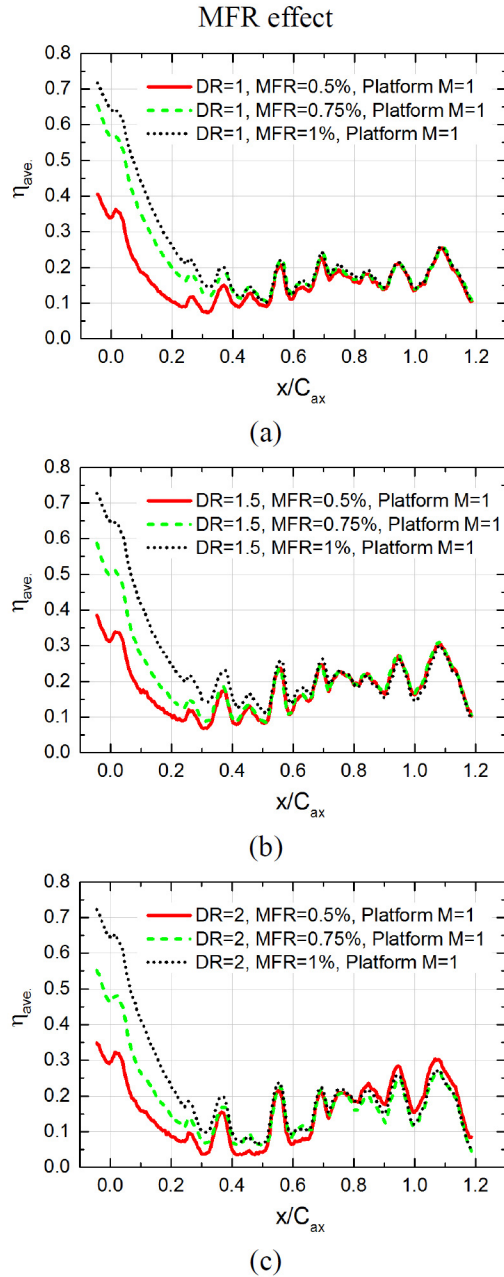 MFR effect
0.8
0.7
0.6
0.5
0.4
0.3
0.2
0.1
0.0
η_ave.
DR=1, MFR=0.5%, Platform M=1
DR=1, MFR=0.75%, Platform M=1
DR=1, MFR=1%, Platform M=1
0.0 0.2 0.4 0.6 0.8 1.0 1.2
x/C_ax
(a)
0.8
0.7
0.6
0.5
0.4
0.3
0.2
0.1
0.0
η_ave.
DR=1.5, MFR=0.5%, Platform M=1
DR=1.5, MFR=0.75%, Platform M=1
DR=1.5, MFR=1%, Platform M=1
0.0 0.2 0.4 0.6 0.8 1.0 1.2
x/C_ax
(b)
0.8
0.7
0.6
0.5
0.4
0.3
0.2
0.1
0.0
η_ave.
DR=2, MFR=0.5%, Platform M=1
DR=2, MFR=0.75%, Platform M=1
DR=2, MFR=1%, Platform M=1
0.0 0.2 0.4 0.6 0.8 1.0 1.2
x/C_ax
(c)